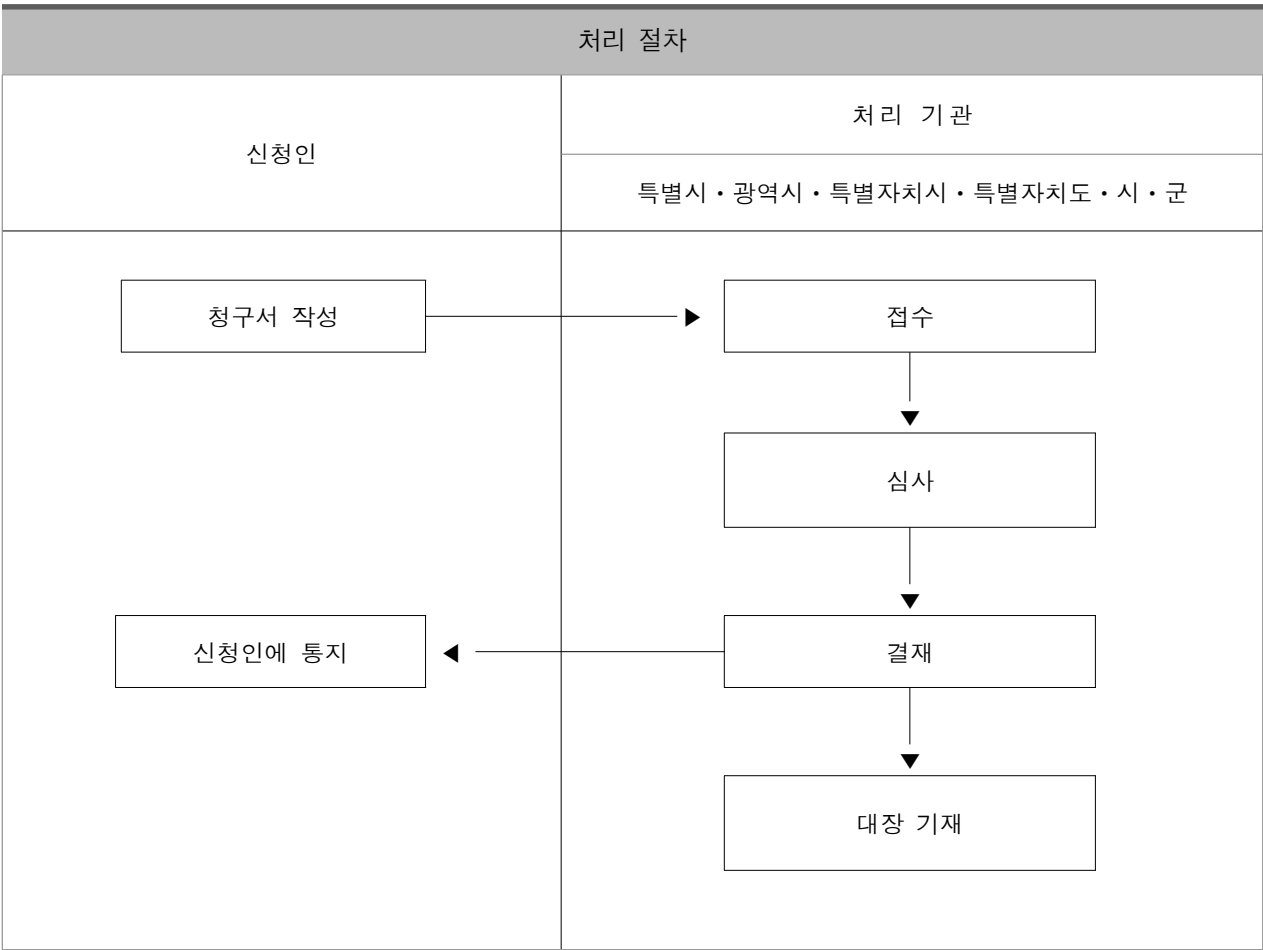 처리 절차
신청인
처리 기관
특별시・광역시・특별자치시・특별자치도・시・군
청구서 작성
접수
심사
신청인에 통지
결재
대장 기재